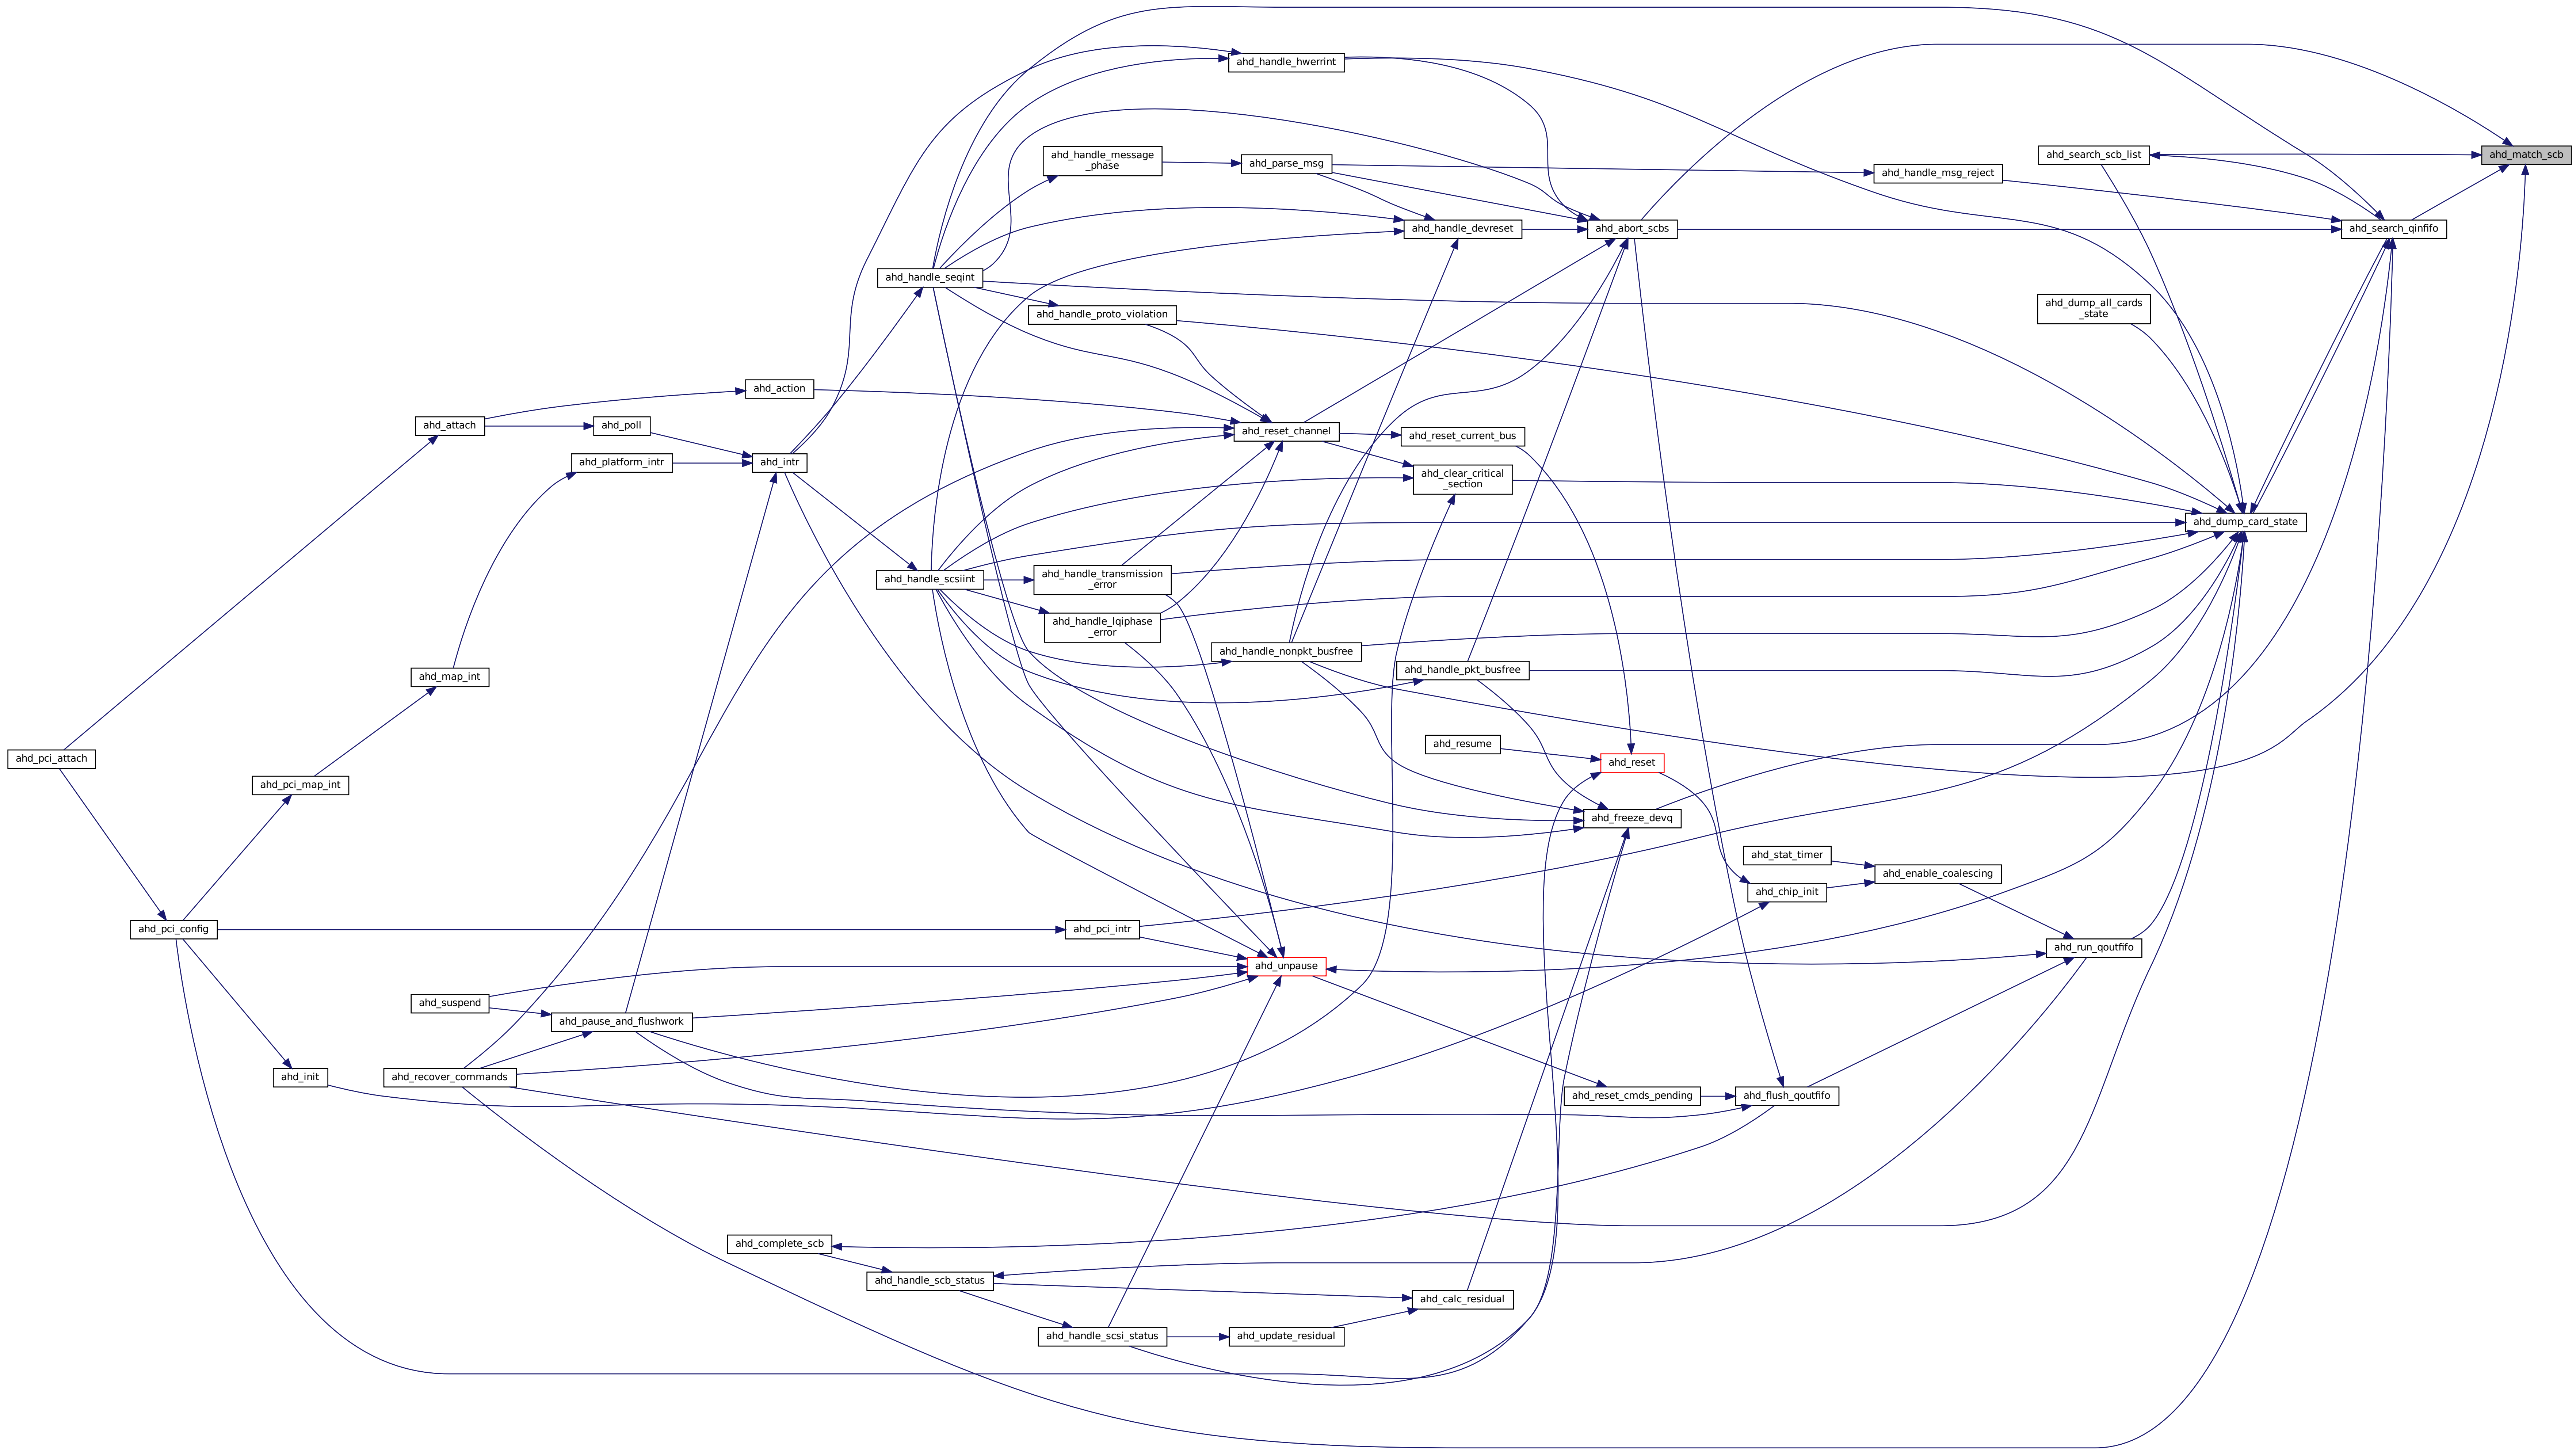 ahd_handle_hwerrint
ahd_handle_message
_phase
ahd_parse_msg
ahd_search_scb_list
ahd_match_scb
ahd_handle_msg_reject
ahd_handle_devreset
ahd_abort_scbs
ahd_search_qinfifo
ahd_handle_seqint
ahd_handle_proto_violation
ahd_dump_all_cards
_state
ahd_action
ahd_attach
ahd_poll
ahd_reset_channel
ahd_reset_current_bus
ahd_platform_intr
ahd_intr
ahd_clear_critical
_section
ahd_dump_card_state
ahd_handle_scsiint
ahd_handle_transmission
_error
ahd_handle_lqiphase
_error
ahd_handle_nonpkt_busfree
ahd_map_int
ahd_handle_pkt_busfree
ahd_resume
ahd_pci_attach
ahd_reset
ahd_pci_map_int
ahd_freeze_devq
ahd_stat_timer
ahd_enable_coalescing
ahd_chip_init
ahd_pci_config
ahd_pci_intr
ahd_run_qoutfifo
ahd_unpause
ahd_suspend
ahd_pause_and_flushwork
ahd_init
ahd_recover_commands
ahd_reset_cmds_pending
ahd_flush_qoutfifo
ahd_complete_scb
ahd_handle_scb_status
ahd_calc_residual
ahd_handle_scsi_status
ahd_update_residual